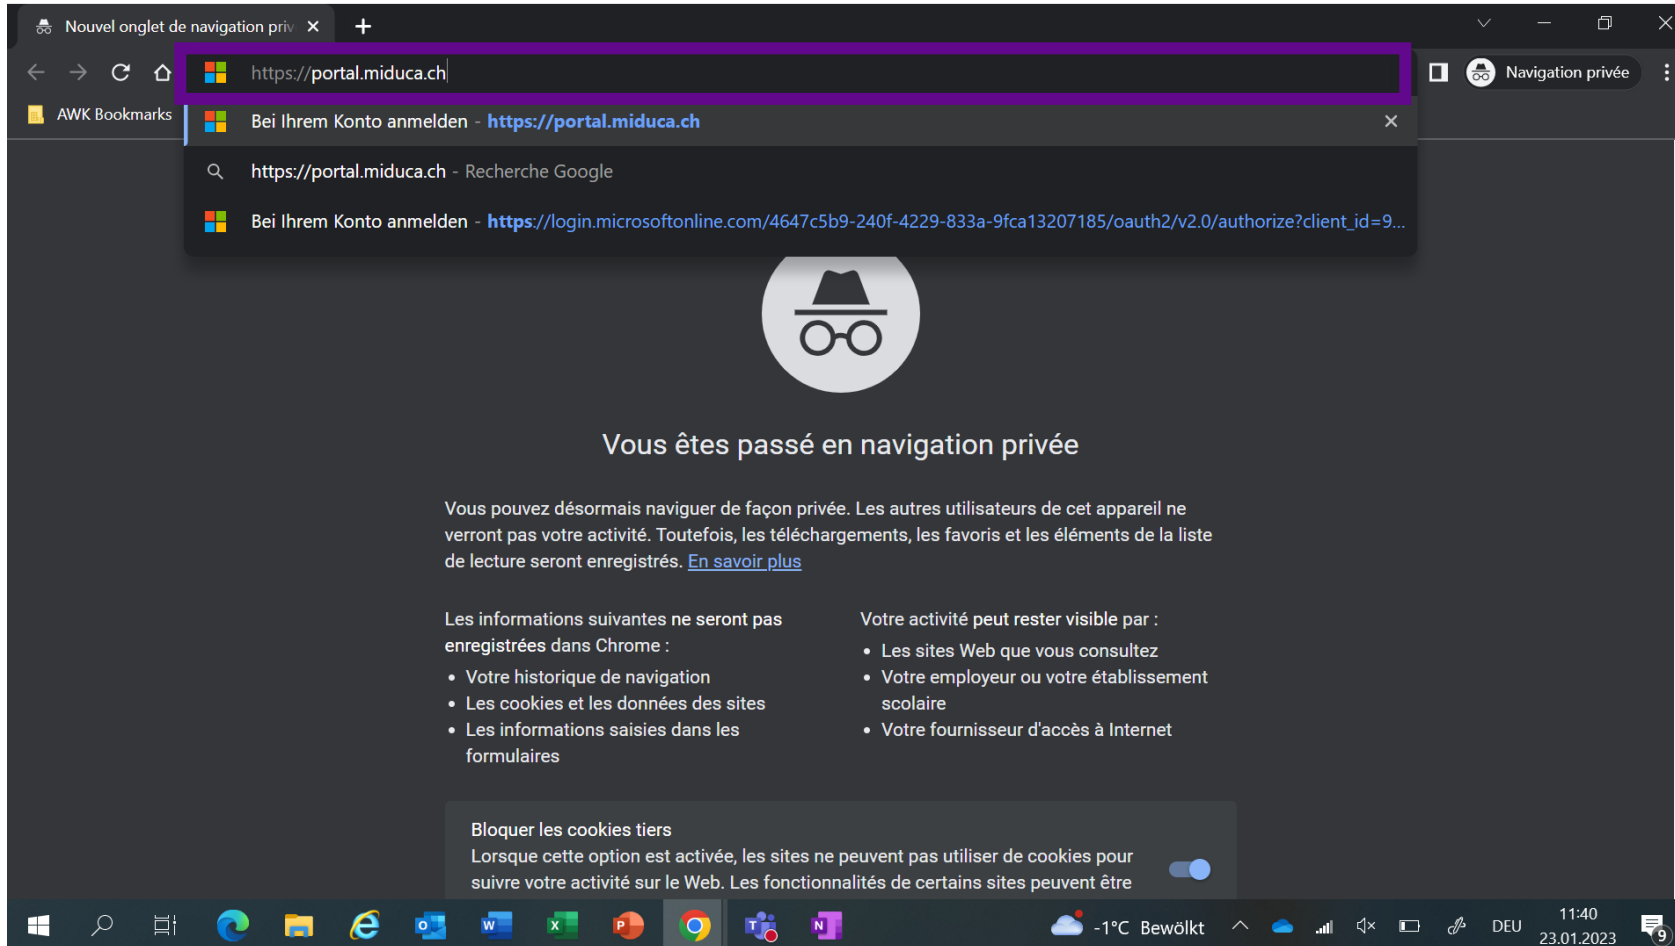 Nouvel onglet de navigation priv
https://portal.miduca.ch
Navigation privée
AWK Bookmarks
Bei Ihrem Konto anmelden - https://portal.miduca.ch
https://portal.miduca.ch - Recherche Google
Bei Ihrem Konto anmelden - https://login.microsoftonline.com/4647c5b9-240f-4229-833a-9fca13207185/oauth2/v2.0/authorize?client_id=9...
Vous êtes passé en navigation privée
Vous pouvez désormais naviguer de façon privée. Les autres utilisateurs de cet appareil ne
verront pas votre activité. Toutefois, les téléchargements, les favoris et les éléments de la liste
de lecture seront enregistrés. En savoir plus
Les informations suivantes ne seront pas
enregistrées dans Chrome :
• Votre historique de navigation
• Les cookies et les données des sites
• Les informations saisies dans les
formulaires
Votre activité peut rester visible par :
• Les sites Web que vous consultez
• Votre employeur ou votre établissement
scolaire
• Votre fournisseur d'accès à Internet
Bloquer les cookies tiers
Lorsque cette option est activée, les sites ne peuvent pas utiliser de cookies pour
suivre votre activité sur le Web. Les fonctionnalités de certains sites peuvent être
-1°C Bewölkt
DEU
11:40
23.01.2023
9